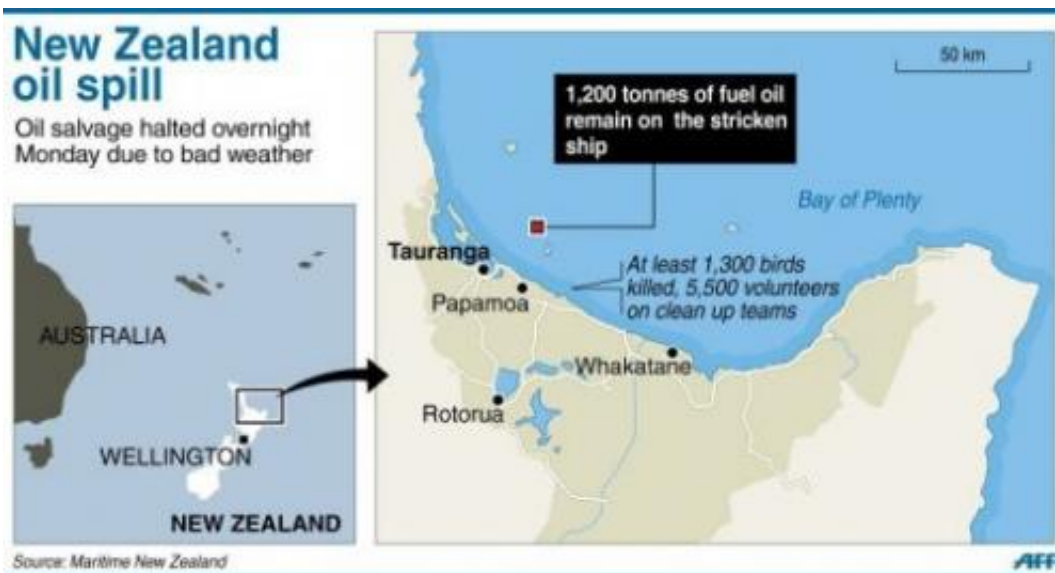 New Zealand
oil spill
Oil salvage halted overnight
Monday due to bad weather
AUSTRALIA
WELLINGTON
NEW ZEALAND
50 km
1,200 tonnes of fuel oil
remain on the stricken
ship
Bay of Plenty
Tauranga
At least 1,300 birds
killed, 5,500 volunteers
on clean up teams
Papamoa
Whakatane
Rotorua
Source: Maritime New Zealand
AFP